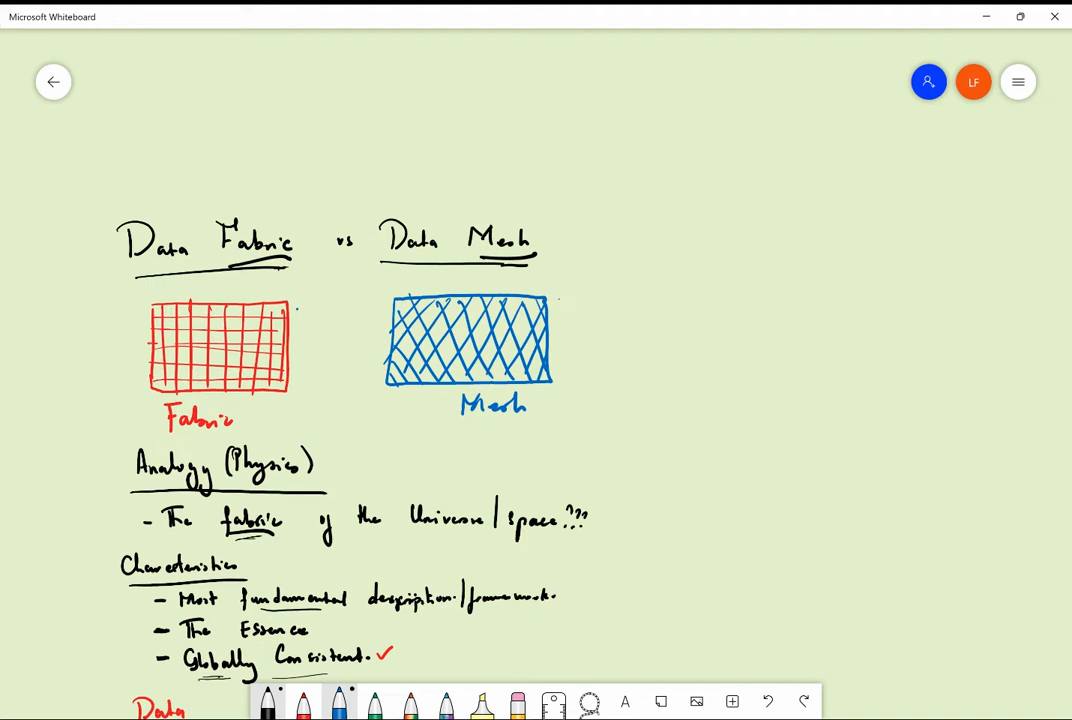 Microsoft Whiteboard
LF
Data Fabric vs Data Mesh
Fabric
Mesh
Analogy (Physics)
- The fabric of the Universe/space???
Characteristics
- Most fundamental description/framework.
- The Essence
- Globally Consistent. ✓
Data
A